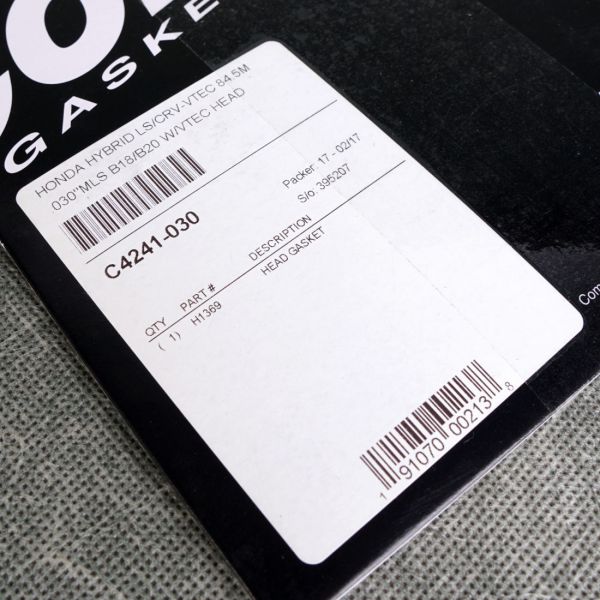 GASKE
HONDA HYBRID LS/CRV-VTEC 84.5M
030"MLS B18/B20 W/VTEC HEAD
C4241-030
Packer: 17 - 02/17
S/o: 395207
QTY PART # DESCRIPTION
( 1) H1369 HEAD GASKET
1 91070 00213 8
Com